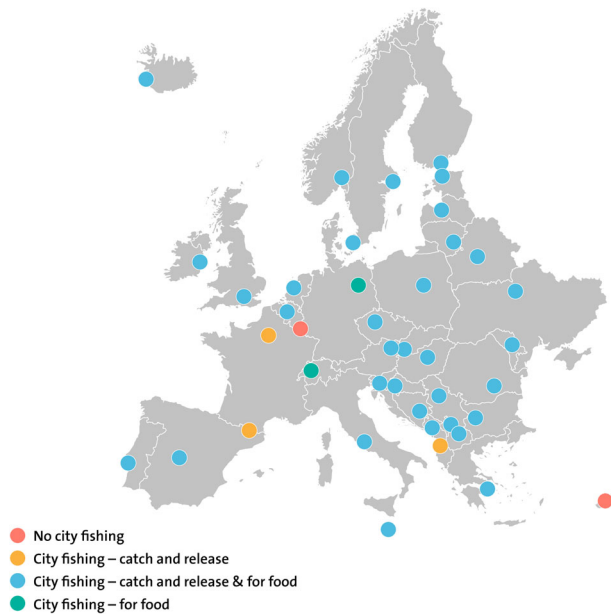 No city fishing
City fishing – catch and release
City fishing – catch and release & for food
City fishing – for food